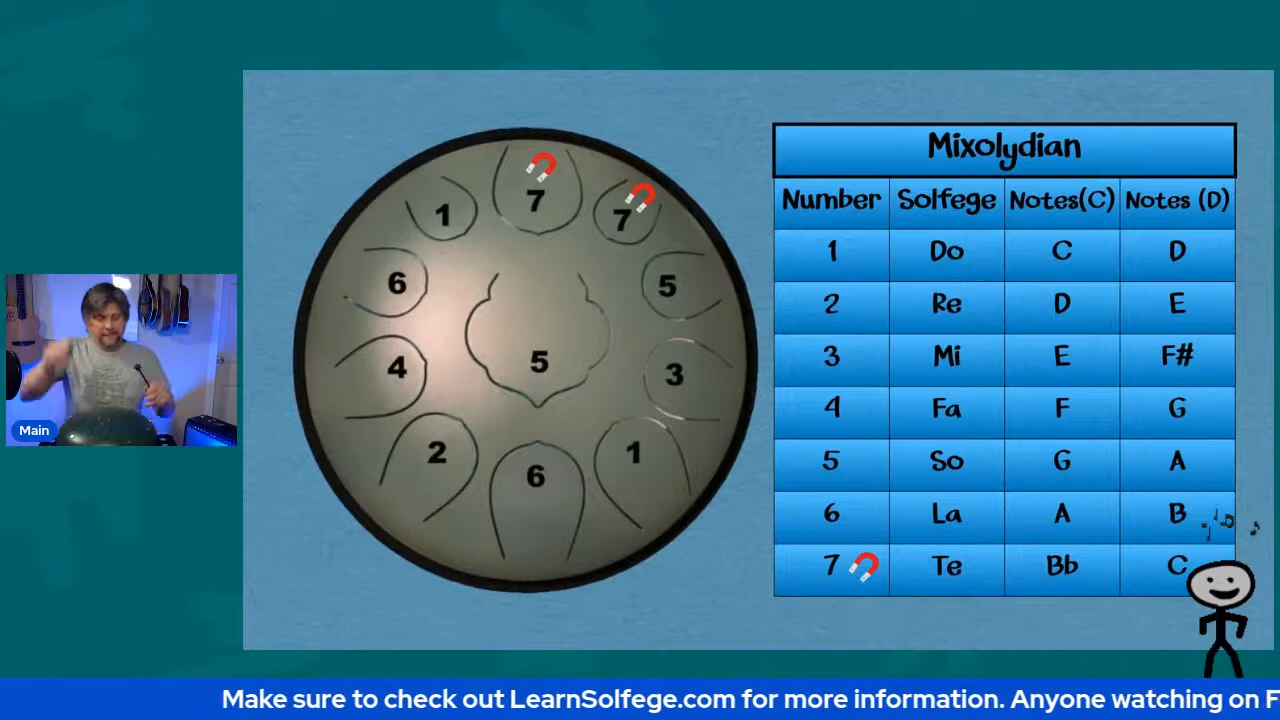 Mixolydian
Number Solfege Notes(C) Notes (D)
1 Do C D
2 Re D E
3 Mi E F#
4 Fa F G
5 So G A
6 La A B
7 Te Bb C
7
1 7
6 5
5
4 3
2 1
6
Main
Make sure to check out LearnSolfege.com for more information. Anyone watching on F